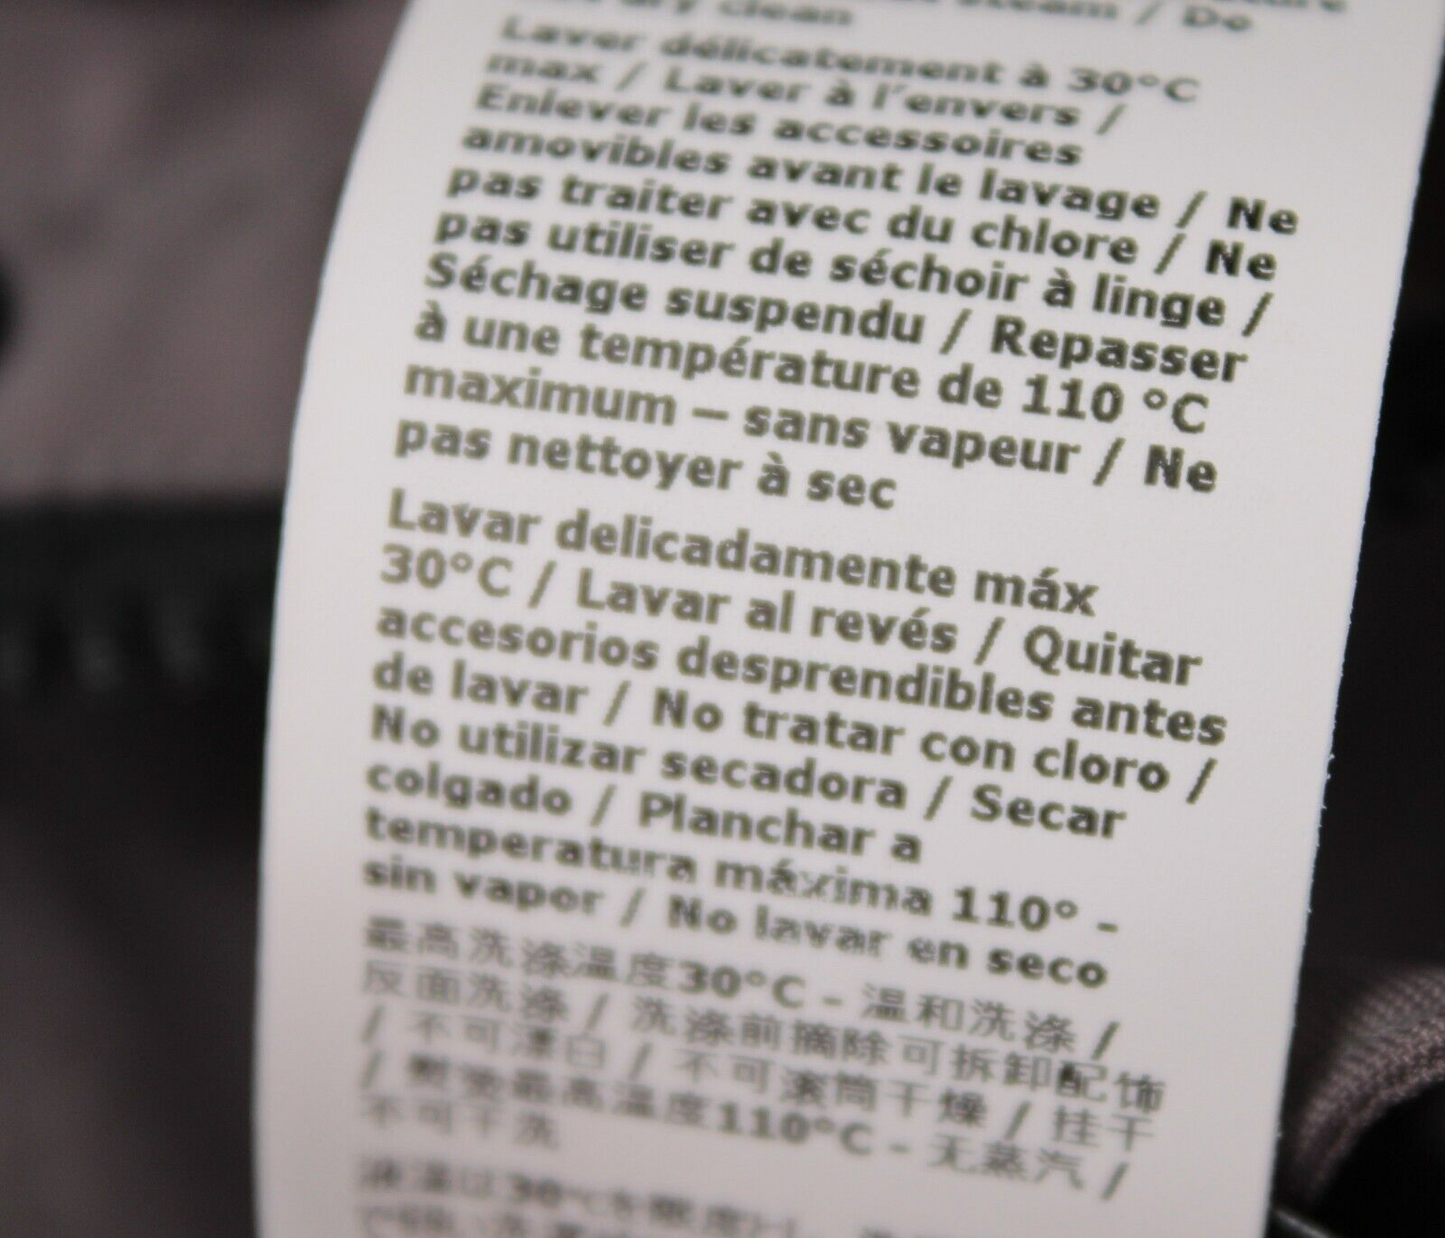 dry clean
steam / De
Laver délicatement à 30°C
max / Laver à l'envers /
Enlever les accessoires
amovibles avant le lavage / Ne
pas traiter avec du chlore / Ne
pas utiliser de séchoir à linge /
Séchage suspendu / Repasser
à une température de 110 °C
maximum – sans vapeur / Ne
pas nettoyer à sec
Lavar delicadamente máx
30°C / Lavar al revés / Quitar
accesorios desprendibles antes
de lavar / No tratar con cloro /
No utilizar secadora / Secar
colgado / Planchar a
temperatura máxima 110° -
sin vapor / No lavar en seco
最高洗涤温度30°C - 温和洗涤 /
反面洗涤 / 洗涤前摘除可拆卸配饰
/ 不可漂白 / 不可滚筒干燥 / 挂干
/ 熨烫最高温度110°C - 无蒸汽 /
不可干洗